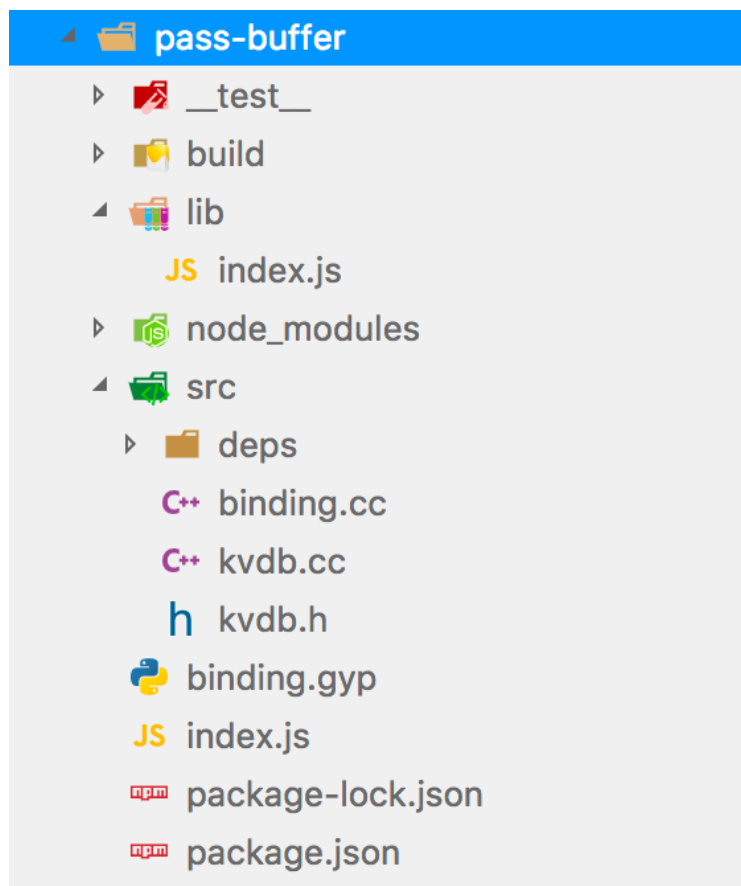 pass-buffer
__test__
build
lib
JS index.js
node_modules
src
deps
C++ binding.cc
C++ kvdb.cc
h kvdb.h
binding.gyp
JS index.js
npm package-lock.json
npm package.json